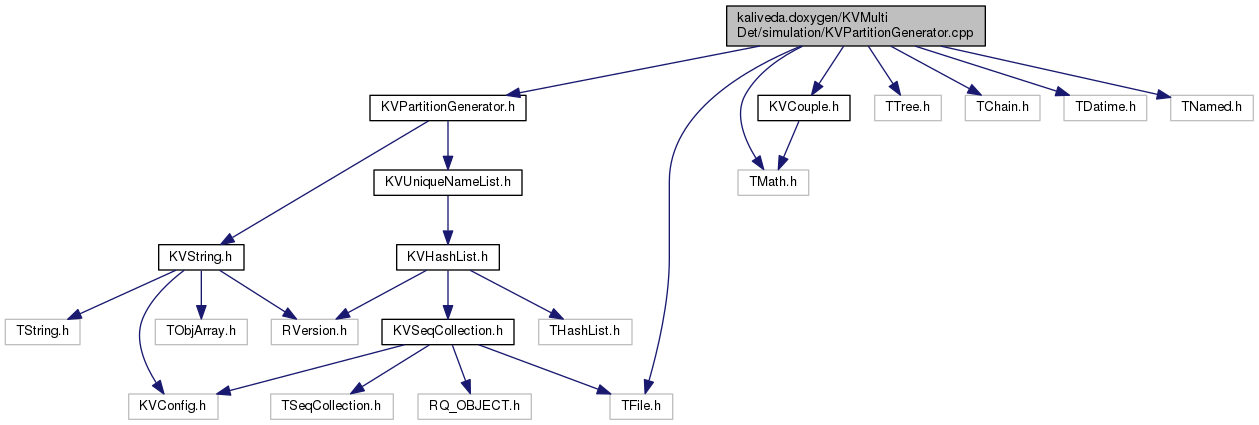 kaliveda.doxygen/KVMulti
Det/simulation/KVPartitionGenerator.cpp
KVPartitionGenerator.h
KVCouple.h
TTree.h
TChain.h
TDatime.h
TNamed.h
KVUniqueNameList.h
TMath.h
KVString.h
KVHashList.h
TString.h
TObjArray.h
RVersion.h
KVSeqCollection.h
THashList.h
KVConfig.h
TSeqCollection.h
RQ_OBJECT.h
TFile.h